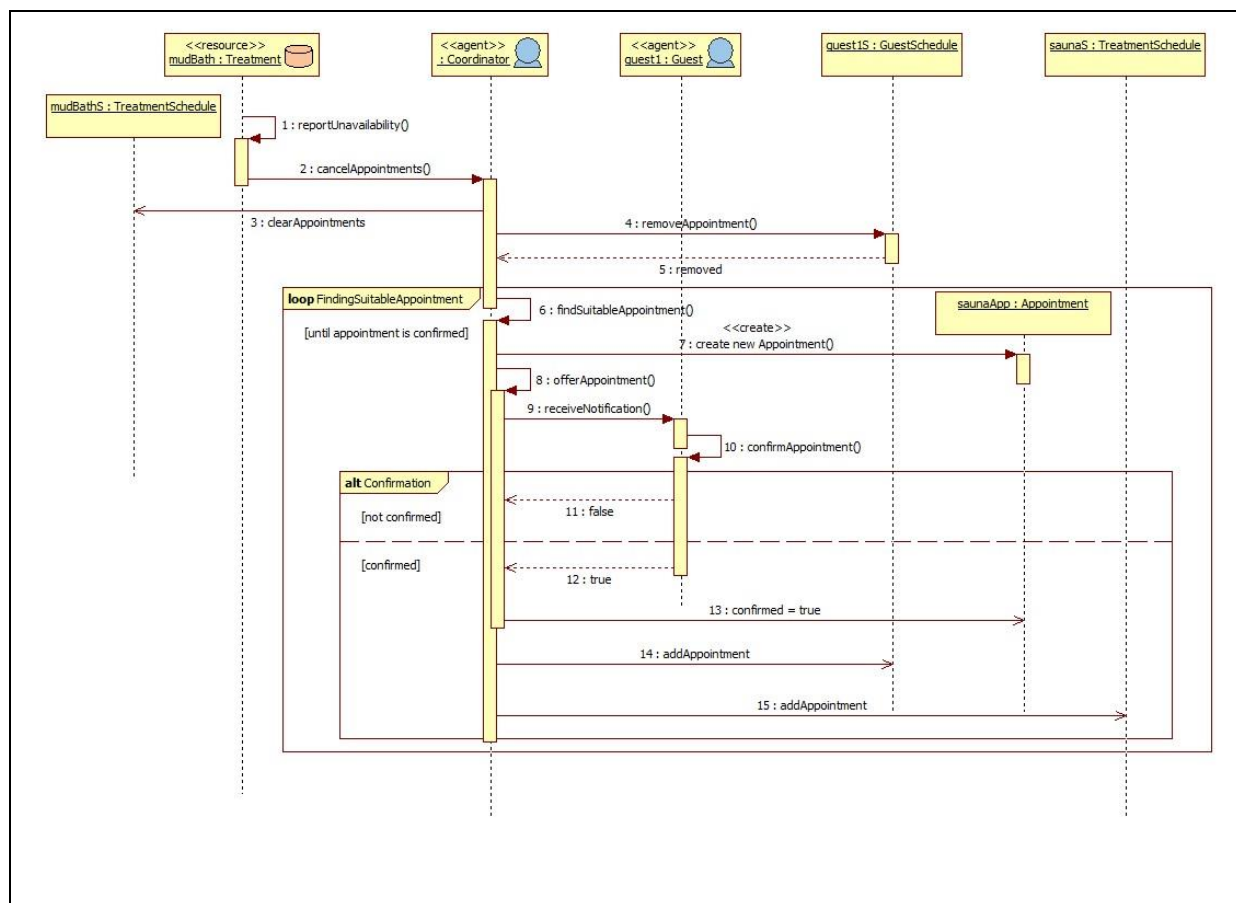 <<resource>>
mudBath : Treatment
<<agent>>
: Coordinator
<<agent>>
guest1 : Guest
guest1S : GuestSchedule
saunaS : TreatmentSchedule
mudBathS : TreatmentSchedule
1 : reportUnavailability()
2 : cancelAppointments()
3 : clearAppointments
4 : removeAppointment()
5 : removed
loop FindingSuitableAppointment
[until appointment is confirmed]
6 : findSuitableAppointment()
saunaApp : Appointment
<<create>>
7 : create new Appointment()
8 : offerAppointment()
9 : receiveNotification()
10 : confirmAppointment()
alt Confirmation
[not confirmed]
11 : false
[confirmed]
12 : true
13 : confirmed = true
14 : addAppointment
15 : addAppointment